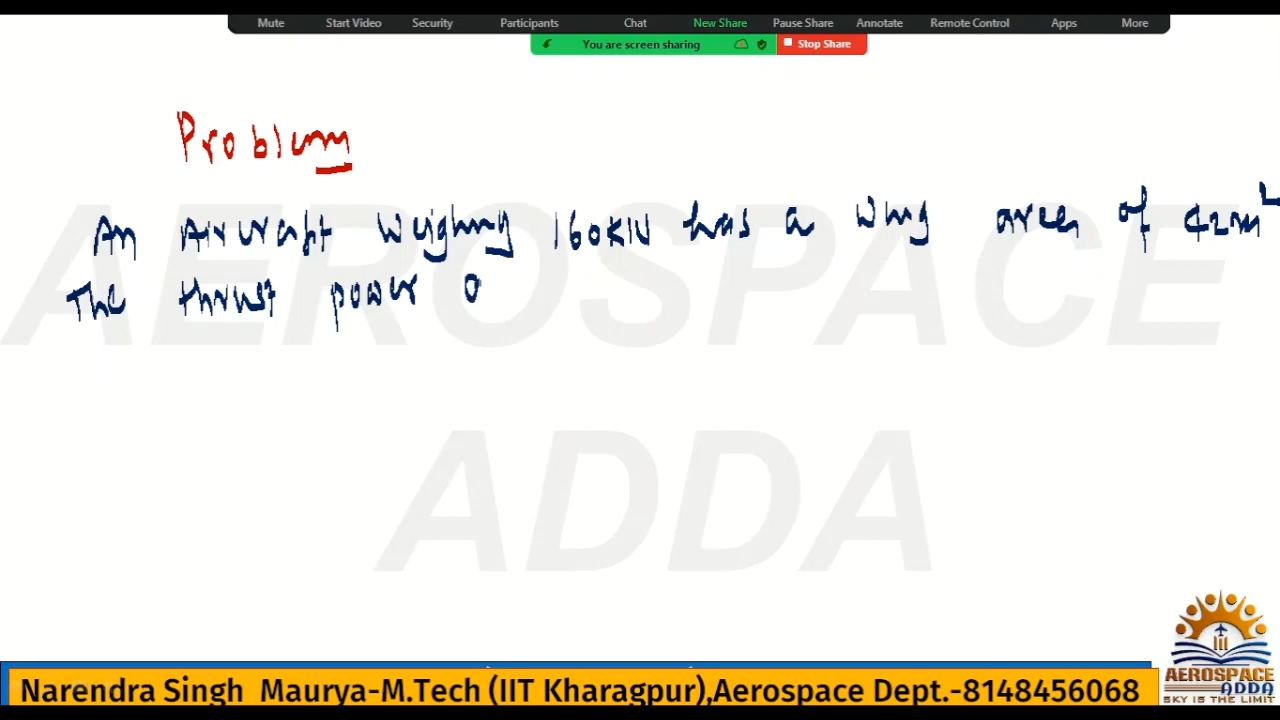 Mute Start Video Security Participants Chat New Share Pause Share Annotate Remote Control Apps More
You are screen sharing Stop Share
Problem
An Aircraft weighing 160KN has a wing area of 42m²
The thrust power o
AEROSPACE
ADDA
AEROSPACE
ADDA
SKY IS THE LIMIT
Narendra Singh Maurya-M.Tech (IIT Kharagpur),Aerospace Dept.-8148456068